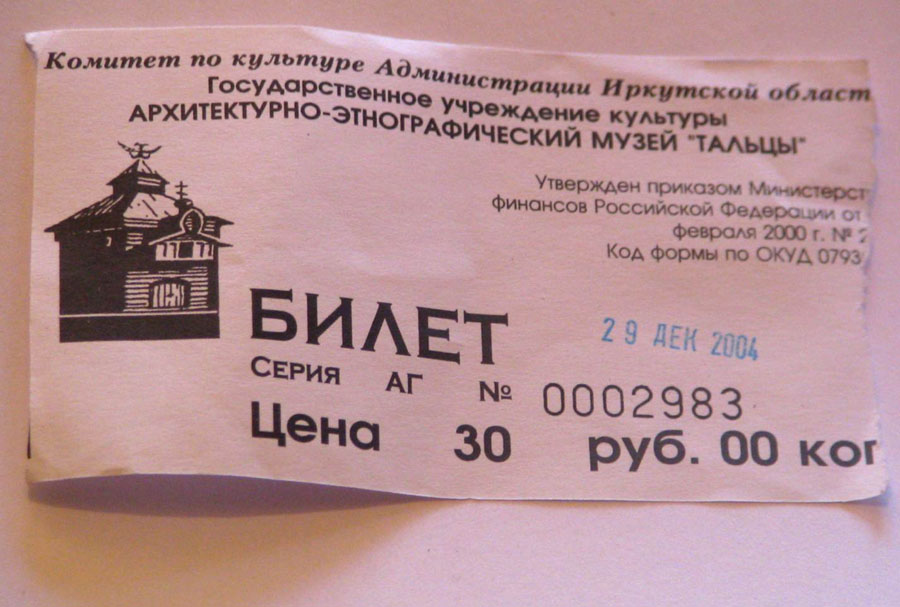 Комитет по культуре Администрации Иркутской област
Государственное учреждение культуры
АРХИТЕКТУРНО-ЭТНОГРАФИЧЕСКИЙ МУЗЕЙ "ТАЛЬЦЫ"
Утвержден приказом Министерст
финансов Российской Федерации от
февраля 2000 г. № 2
Код формы по ОКУД 0793
БИЛЕТ
29 ДЕК 2004
Серия АГ № 0002983
Цена 30 руб. 00 коп